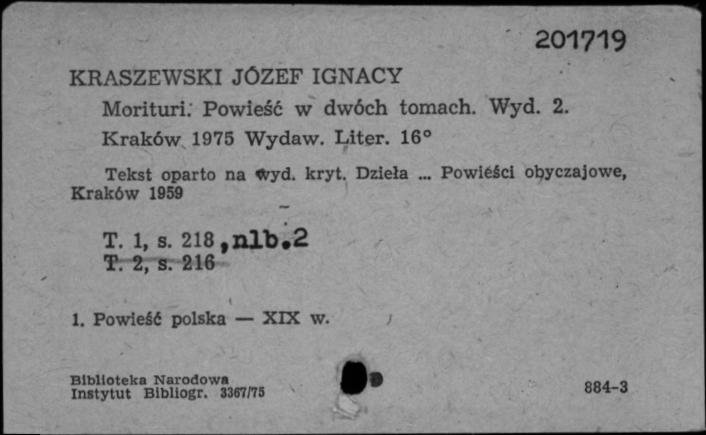 201719
KRASZEWSKI JÓZEF IGNACY
Morituri. Powieść w dwóch tomach. Wyd. 2.
Kraków 1975 Wydaw. Liter. 16°
Tekst oparto na wyd. kryt. Dzieła ... Powieści obyczajowe,
Kraków 1959
T. 1, s. 218, nlb. 2
T. 2, s. 216
1. Powieść polska — XIX w.
Biblioteka Narodowa
Instytut Bibliogr. 3367/75
884-3